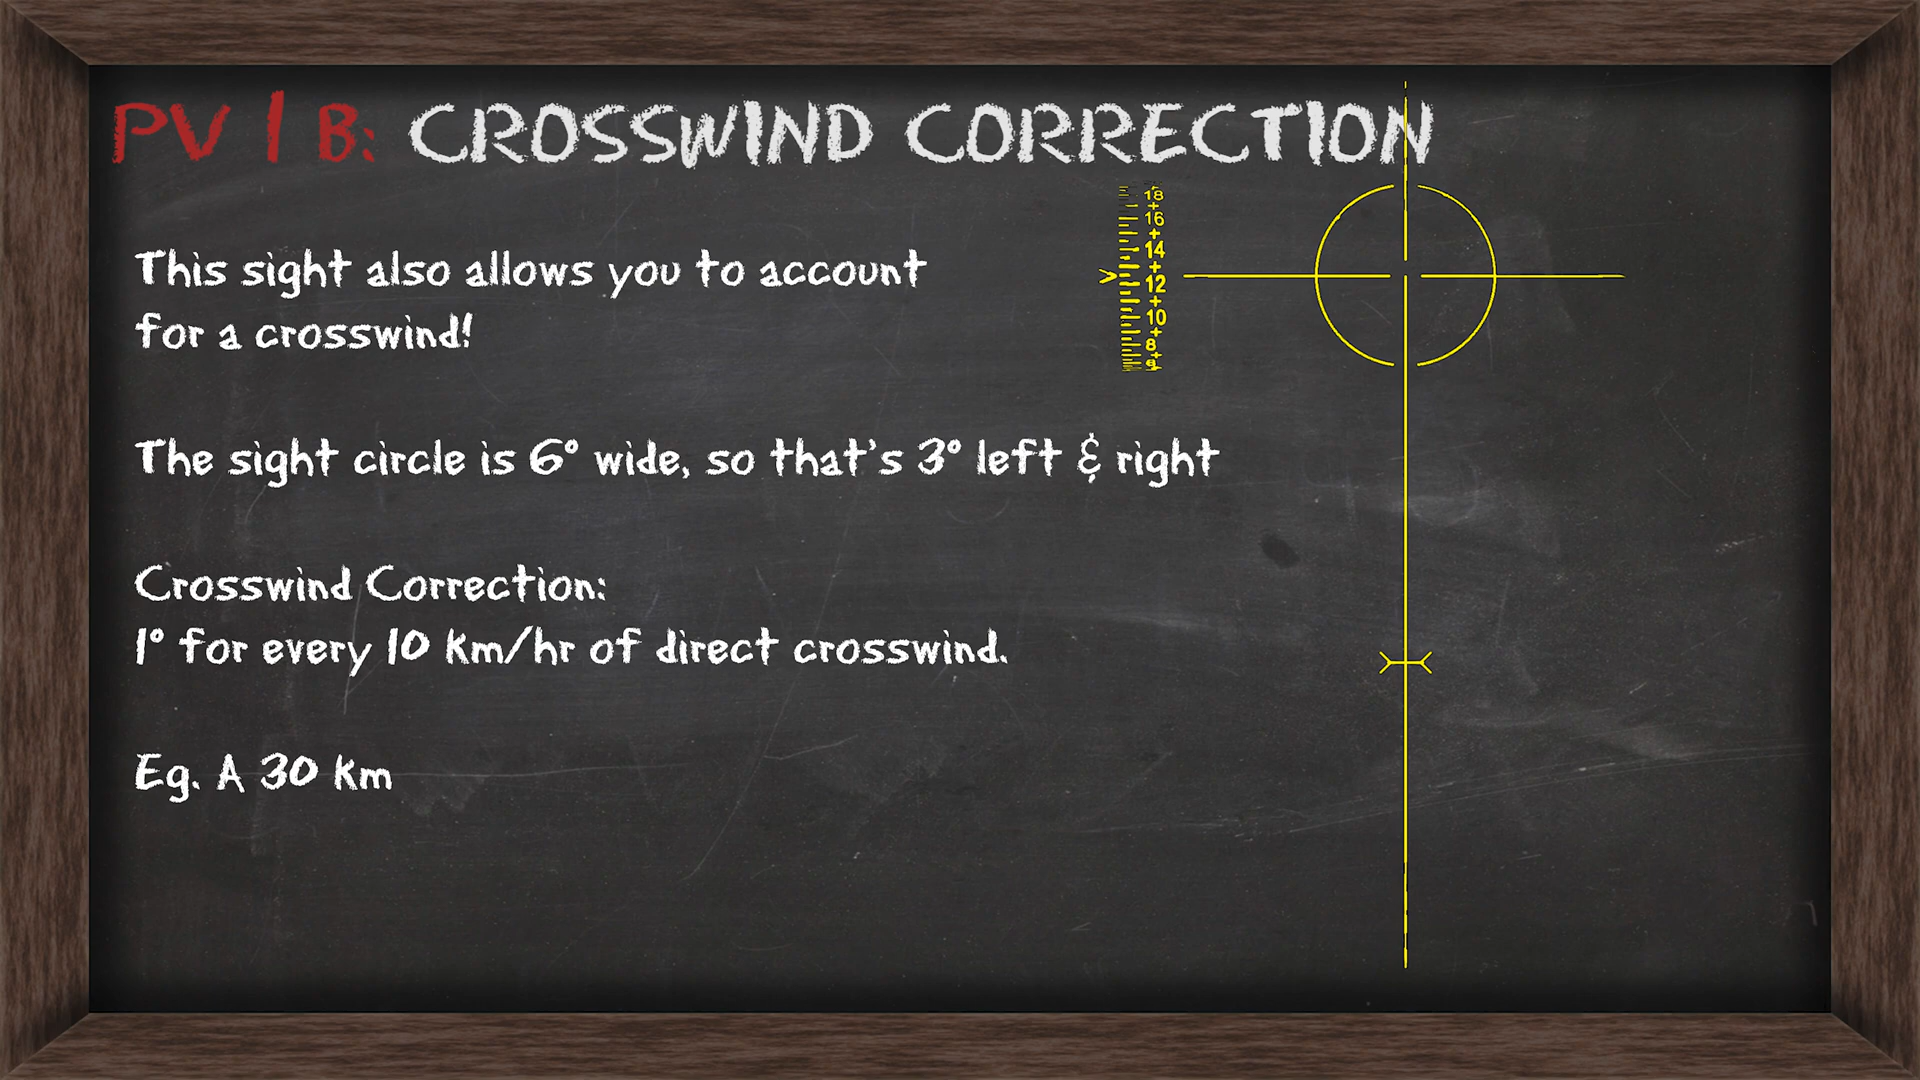 PV 1 B: CROSSWIND CORRECTION
18
+
16
+
14
+
12
+
10
+
8
+
This sight also allows you to account
for a crosswind!
The sight circle is 6° wide, so that's 3° left & right
Crosswind Correction:
1° for every 10 km/hr of direct crosswind.
Eg. A 30 km